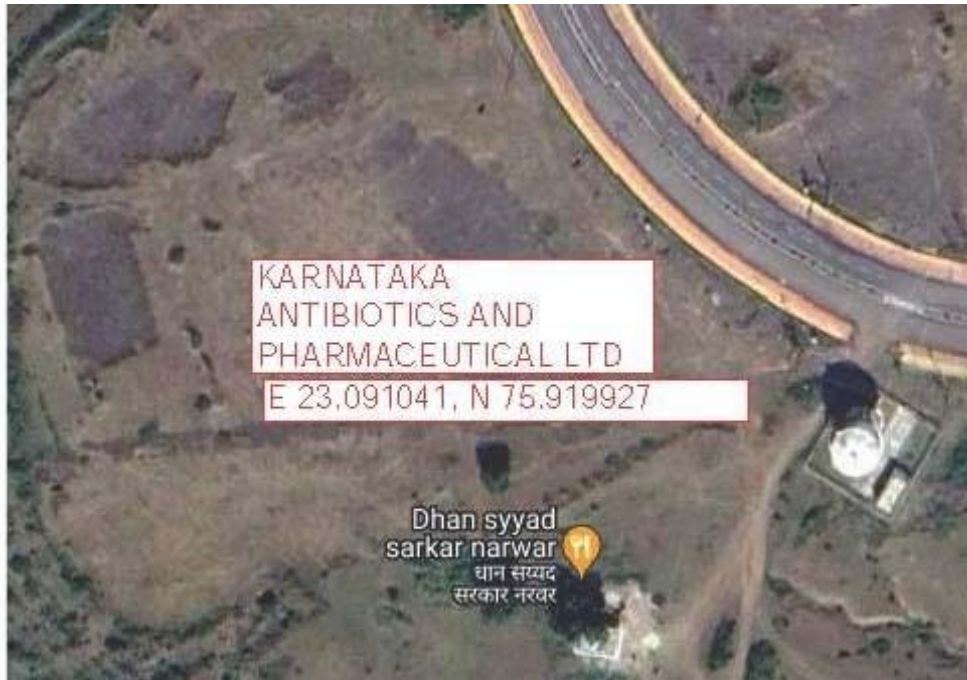 KARNATAKA
ANTIBIOTICS AND
PHARMACEUTICAL LTD
E 23.091041, N 75.919927
Dhan syyad
sarkar narwar
धान सय्यद
सरकार नरवर